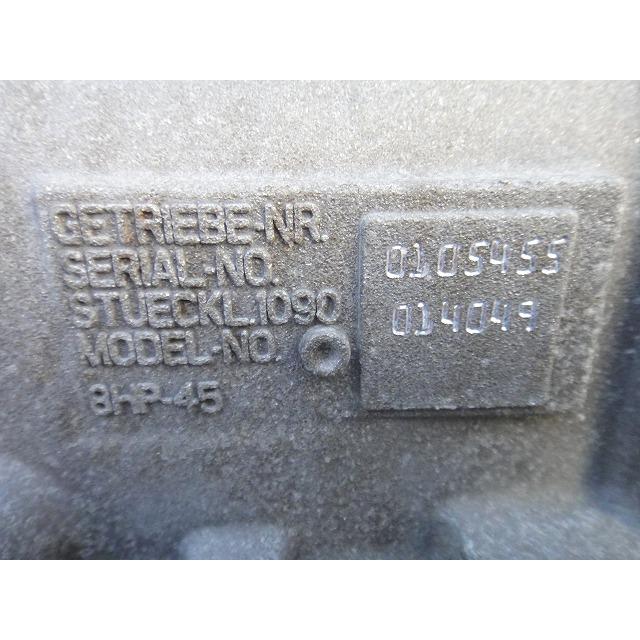 GETRIEBE-NR.
SERIAL-NO. 0105455
STUECKL.1090
MODEL-NO. 014049
8HP-45